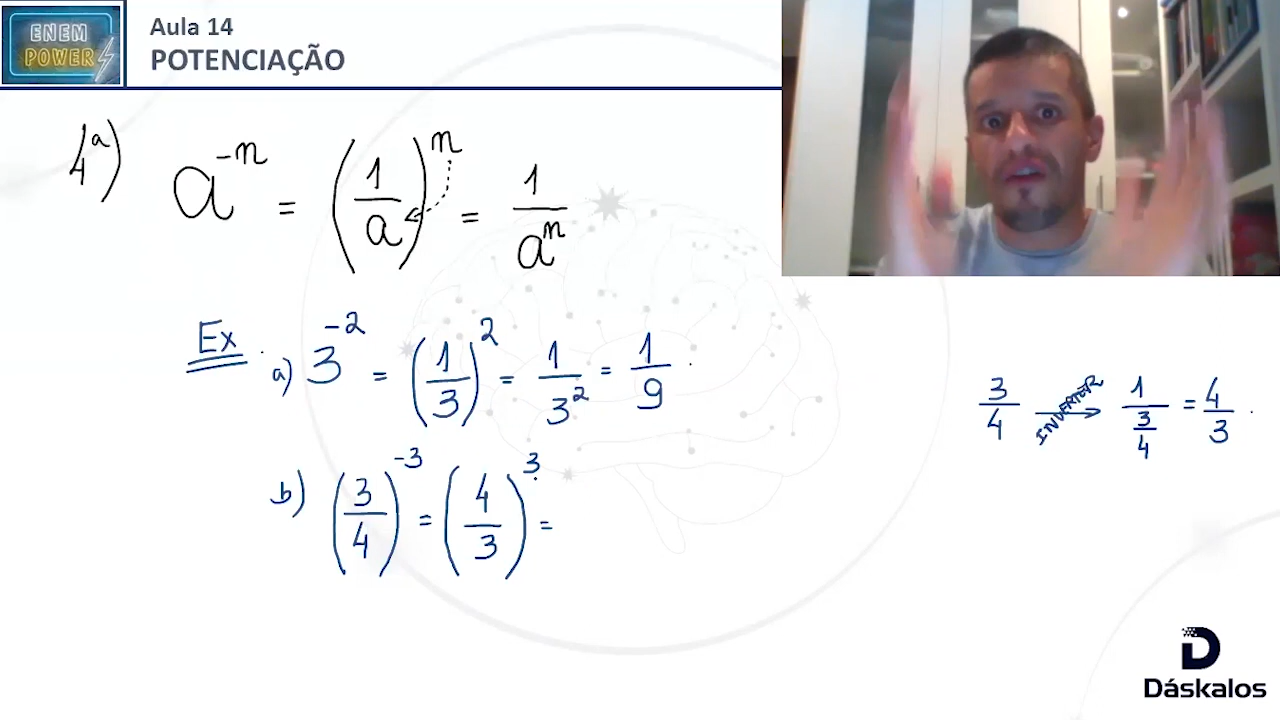 ENEM
POWER
Aula 14
POTENCIAÇÃO
4ª) a^{-n} = (1/a)^n = 1/a^n
Ex.
a) 3^{-2} = (1/3)^2 = 1/3^2 = 1/9.
b) (3/4)^{-3} = (4/3)^3 =
3/4 INVERTER → 1/(3/4) = 4/3.
Dáskalos